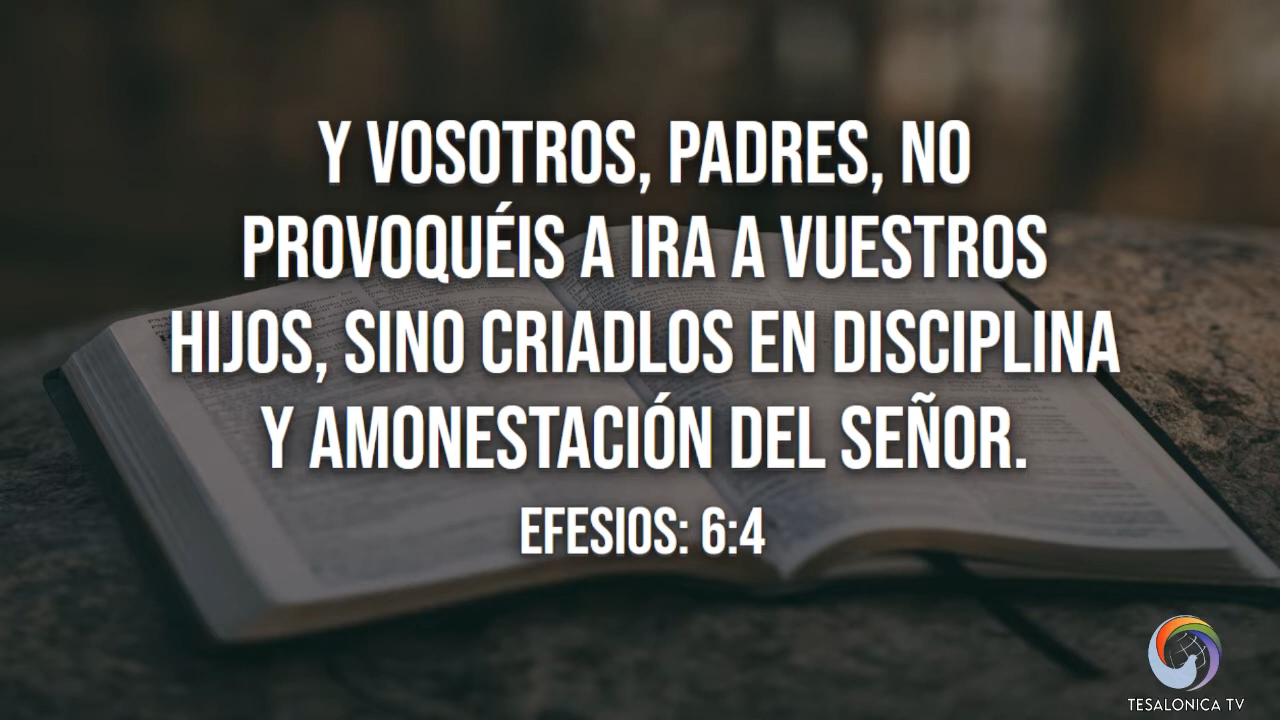 Y VOSOTROS, PADRES, NO
PROVOQUÉIS A IRA A VUESTROS
HIJOS, SINO CRIADLOS EN DISCIPLINA
Y AMONESTACIÓN DEL SEÑOR.
EFESIOS: 6:4
TESALONICA TV